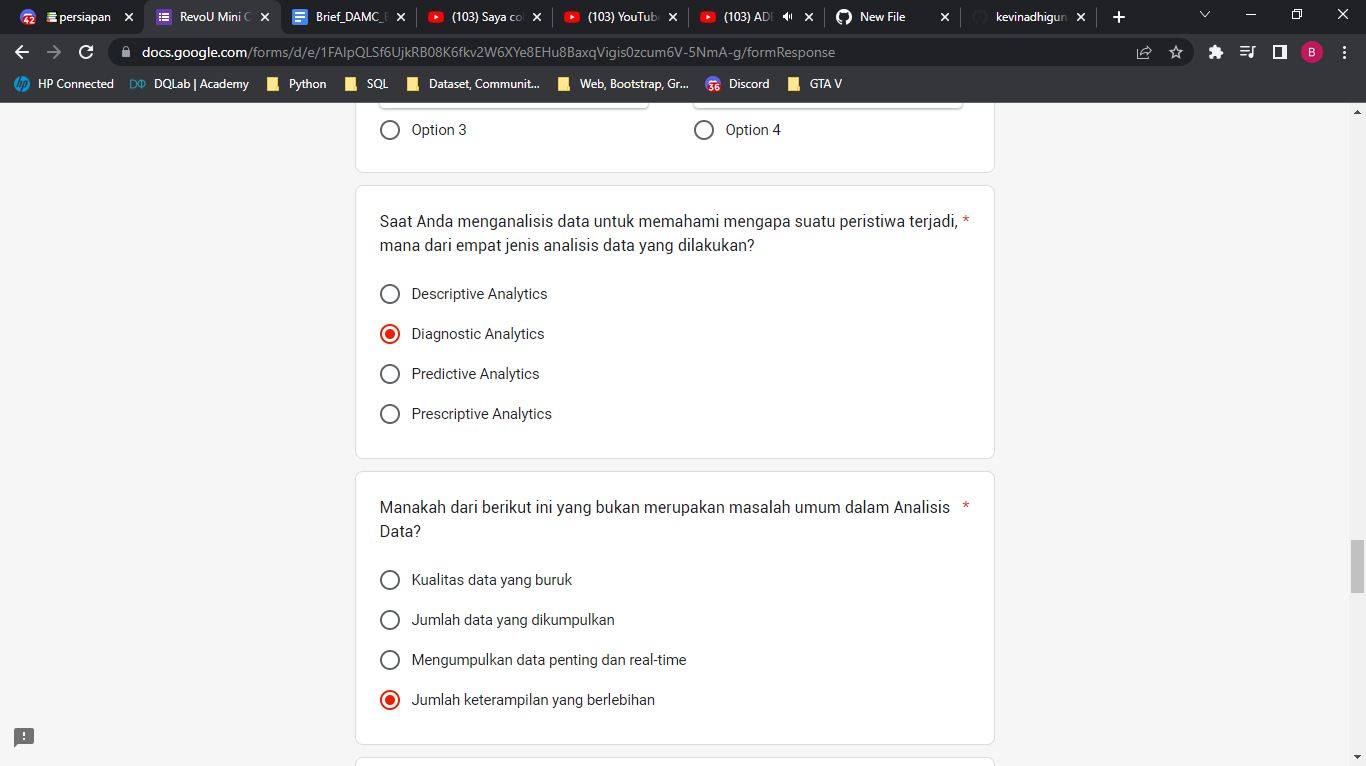 persiapan
RevoU Mini C
Brief_DAMC_
(103) Saya co
(103) YouTub
(103) ADE
New File
kevinadhigun
docs.google.com/forms/d/e/1FAIpQLSf6UjkRB08K6fkv2W6XYe8EHu8BaxqVigis0zcum6V-5NmA-g/formResponse
B
HP Connected
DQLab | Academy
Python
SQL
Dataset, Communit...
Web, Bootstrap, Gr...
Discord
GTA V
Option 3
Option 4
Saat Anda menganalisis data untuk memahami mengapa suatu peristiwa terjadi, *
mana dari empat jenis analisis data yang dilakukan?
Descriptive Analytics
Diagnostic Analytics
Predictive Analytics
Prescriptive Analytics
Manakah dari berikut ini yang bukan merupakan masalah umum dalam Analisis *
Data?
Kualitas data yang buruk
Jumlah data yang dikumpulkan
Mengumpulkan data penting dan real-time
Jumlah keterampilan yang berlebihan